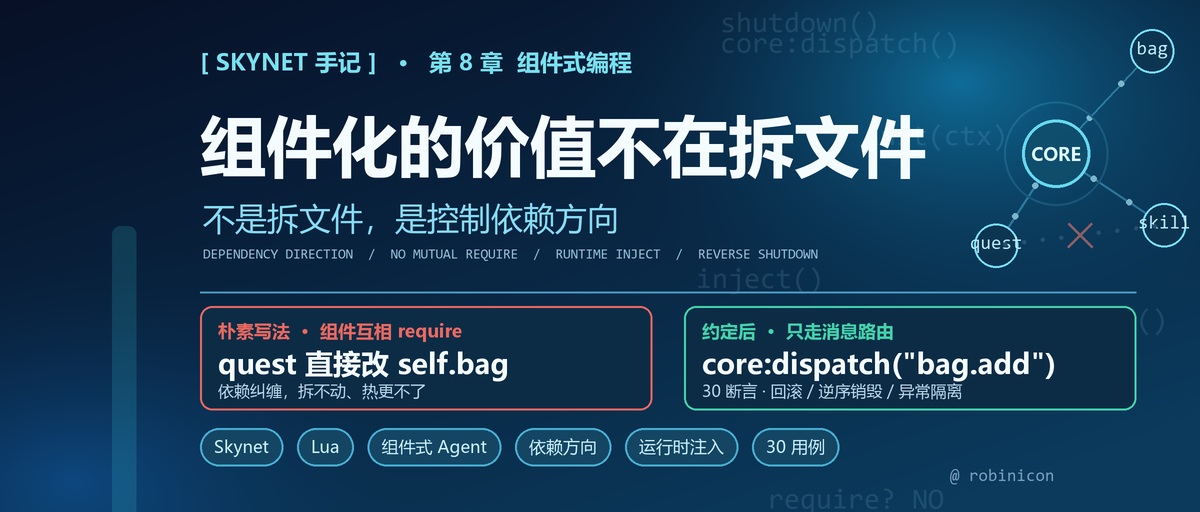 shutdown()
core:dispatch()
[ SKYNET 手记 ] • 第 8 章 组件式编程
bag
组件化的价值不在拆文件
(ctx)
CORE
不是拆文件，是控制依赖方向
skill
quest
DEPENDENCY DIRECTION / NO MUTUAL REQUIRE / RUNTIME INJECT / REVERSE SHUTDOWN
inject()
朴素写法 • 组件互相 require
quest 直接改 self.bag
依赖纠缠，拆不动、热更不了
约定后 • 只走消息路由
core:dispatch("bag.add")
30 断言 · 回滚 / 逆序销毁 / 异常隔离
()
Skynet
Lua
组件式 Agent
依赖方向
运行时注入
30 用例
@ robinicon
require? NO